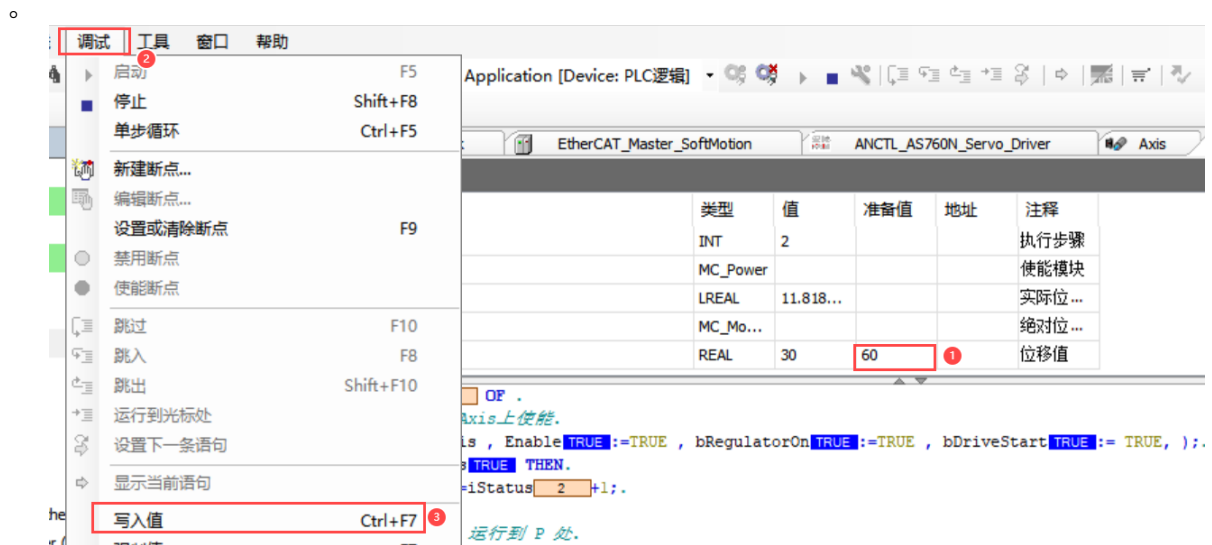 。
调试 工具 窗口 帮助
2
启动 F5
Application [Device: PLC逻辑]
停止 Shift+F8
单步循环 Ctrl+F5
EtherCAT_Master_SoftMotion ANCTL_AS760N_Servo_Driver Axis
新建断点...
编辑断点...
设置或清除断点 F9
禁用断点
使能断点
跳过 F10
跳入 F8
跳出 Shift+F10
运行到光标处
设置下一条语句
显示当前语句
写入值 Ctrl+F7 3
类型 值 准备值 地址 注释
INT 2 执行步骤
MC_Power 使能模块
LREAL 11.818... 实际位...
MC_Mo... 绝对位...
REAL 30 60 1 位移值
OF .
Axis上使能.
is , Enable TRUE :=TRUE , bRegulatorOn TRUE :=TRUE , bDriveStart TRUE := TRUE, );.
TRUE THEN.
=iStatus 2 +1;.
运行到 P 处.